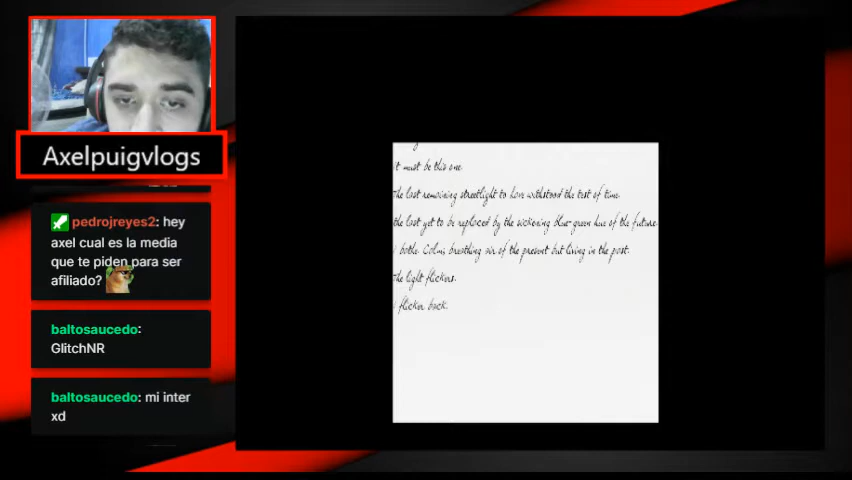 Axelpuigvlogs
pedrojreyes2: hey
axel cual es la media
que te piden para ser
afiliado?
baltosaucedo:
GlitchNR
baltosaucedo: mi inter
xd
It must be this one.
The last remaining streetlight to have withstood the test of time.
the last yet to be replaced by the sickening blue-green hue of the future.
I bathe. Calm; breathing air of the present but living in the past.
The light flickers.
I flicker back.